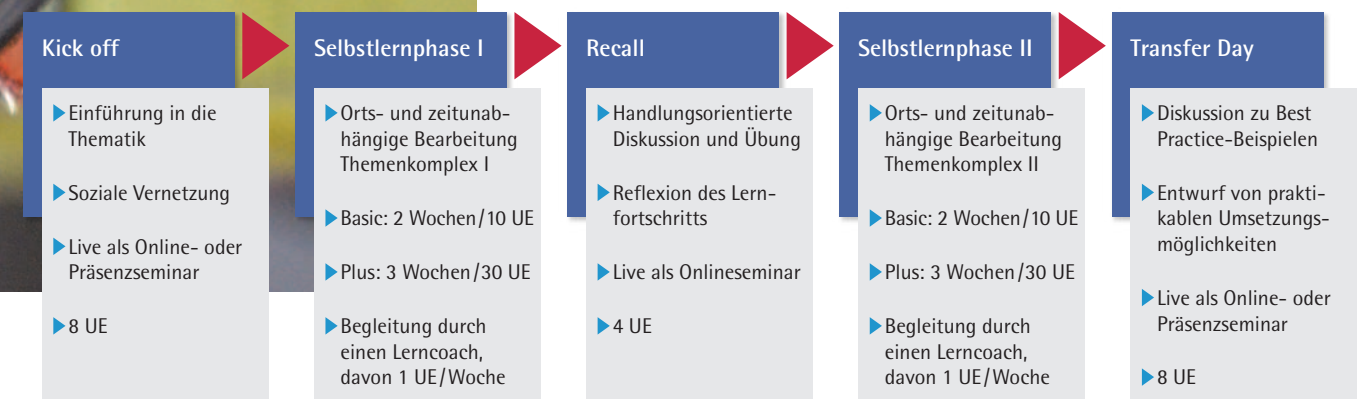 Kick off
▶Einführung in die
Thematik
▶Soziale Vernetzung
▶Live als Online- oder
Präsenzseminar
▶8 UE
Selbstlernphase I
▶Orts- und zeitunab-
hängige Bearbeitung
Themenkomplex I
▶Basic: 2 Wochen/10 UE
▶Plus: 3 Wochen/30 UE
▶Begleitung durch
einen Lerncoach,
davon 1 UE/Woche
Recall
▶Handlungsorientierte
Diskussion und Übung
▶Reflexion des Lern-
fortschritts
▶Live als Onlineseminar
▶4 UE
Selbstlernphase II
▶Orts- und zeitunab-
hängige Bearbeitung
Themenkomplex II
▶Basic: 2 Wochen/10 UE
▶Plus: 3 Wochen/30 UE
▶Begleitung durch
einen Lerncoach,
davon 1 UE/Woche
Transfer Day
▶Diskussion zu Best
Practice-Beispielen
▶Entwurf von prakti-
kablen Umsetzungs-
möglichkeiten
▶Live als Online- oder
Präsenzseminar
▶8 UE